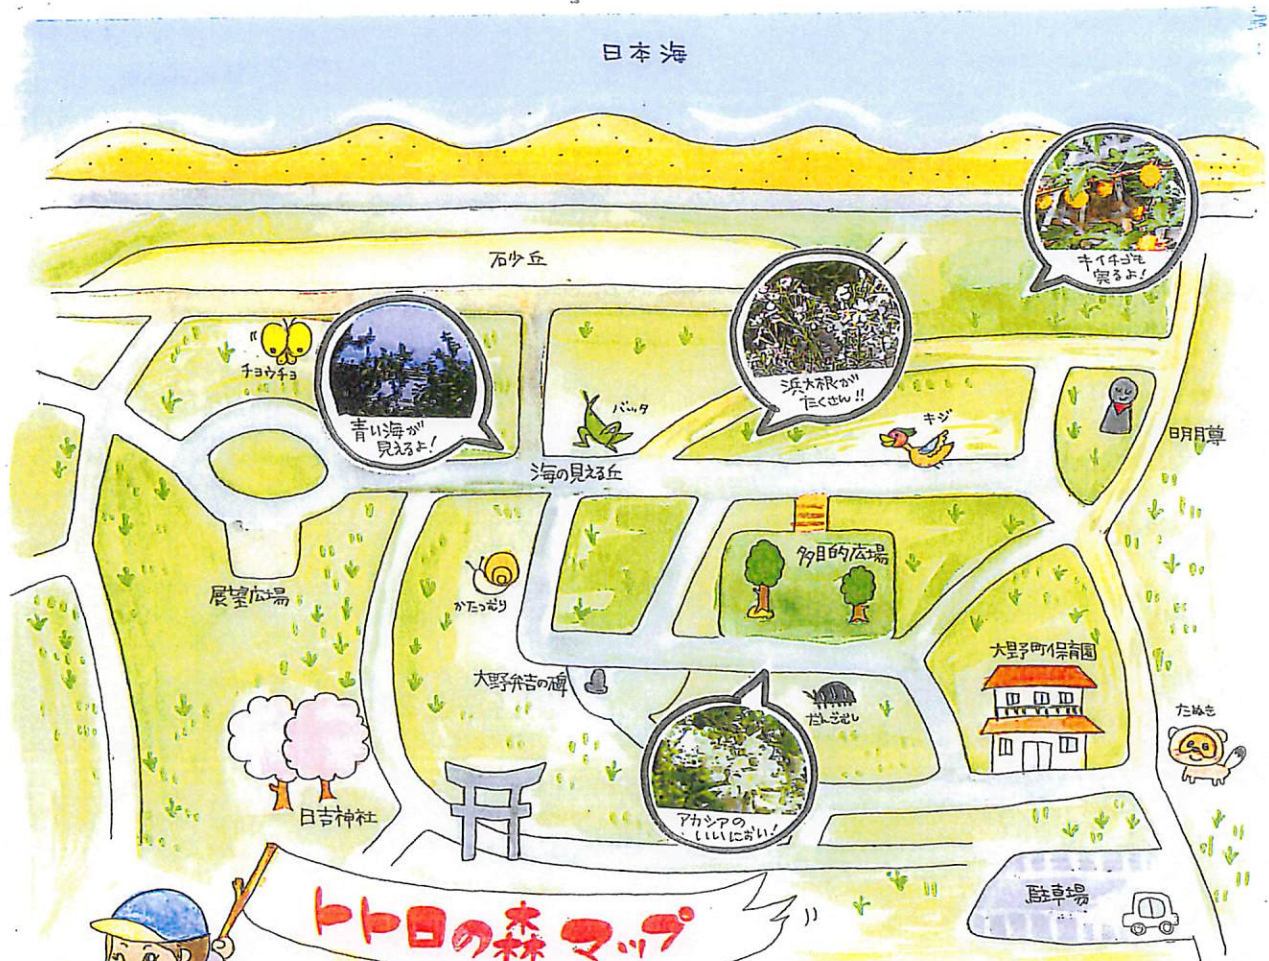 日本海
キイチゴも
実るよ!
砂丘
チョウチョ
青い海が
見えるよ!
バッタ
浜大根が
たくさん!!
キジ
明月尊
海の見える丘
多目的広場
かたつむり
展望広場
大野弁吉の碑
だんごむし
大野町保育園
たぬき
日吉神社
アカシアの
いいにおい!
駐車場
トトロの森マップ